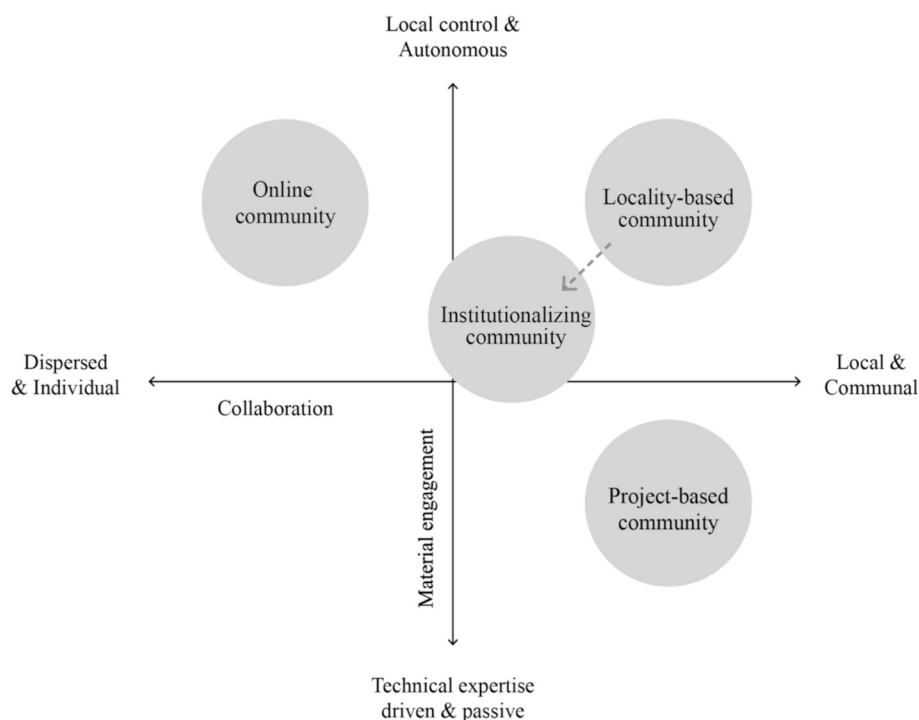 Local control &
Autonomous
Online
community
Locality-based
community
Institutionalizing
community
Dispersed
& Individual
Local &
Communal
Collaboration
Material engagement
Project-based
community
Technical expertise
driven & passive